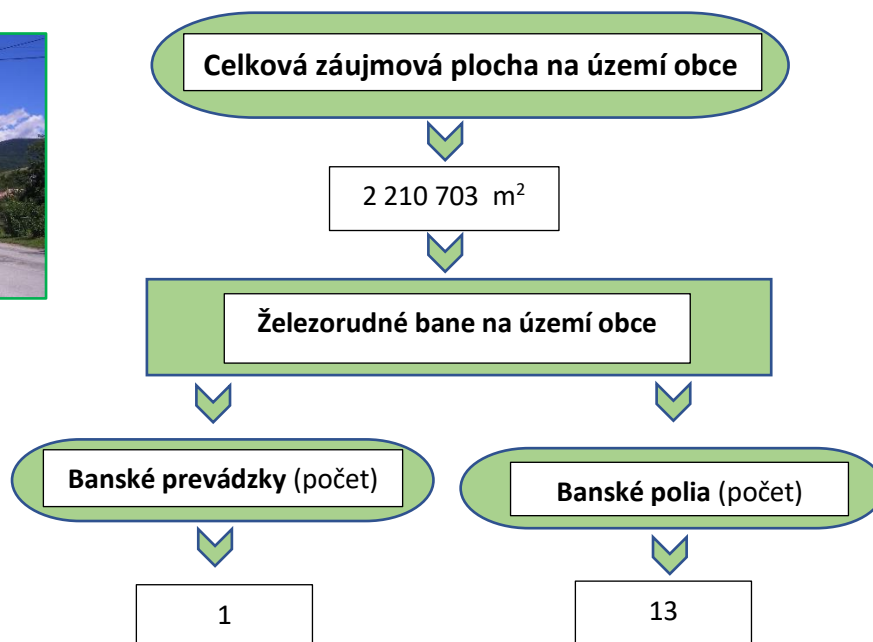 Celková záujmová plocha na území obce
2 210 703 m²
Železorudné bane na území obce
Banské prevádzky (počet)
Banské polia (počet)
1
13